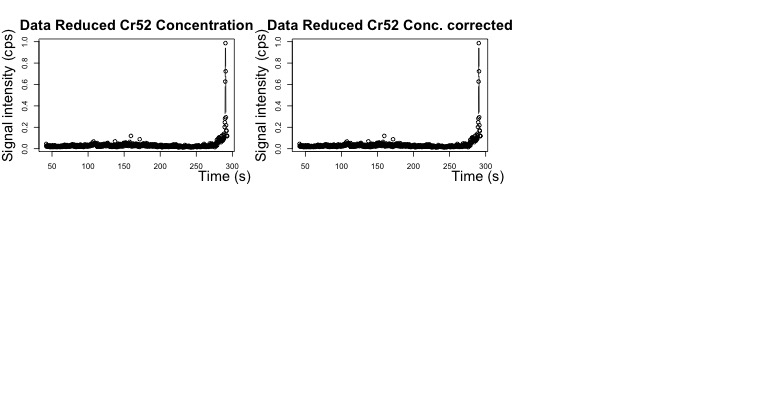 Data Reduced Cr52 Concentration
Signal intensity (cps)
0.0 0.2 0.4 0.6 0.8 1.0
50 100 150 200 250 300
Time (s)
Data Reduced Cr52 Conc. corrected
Signal intensity (cps)
0.0 0.2 0.4 0.6 0.8 1.0
50 100 150 200 250 300
Time (s)